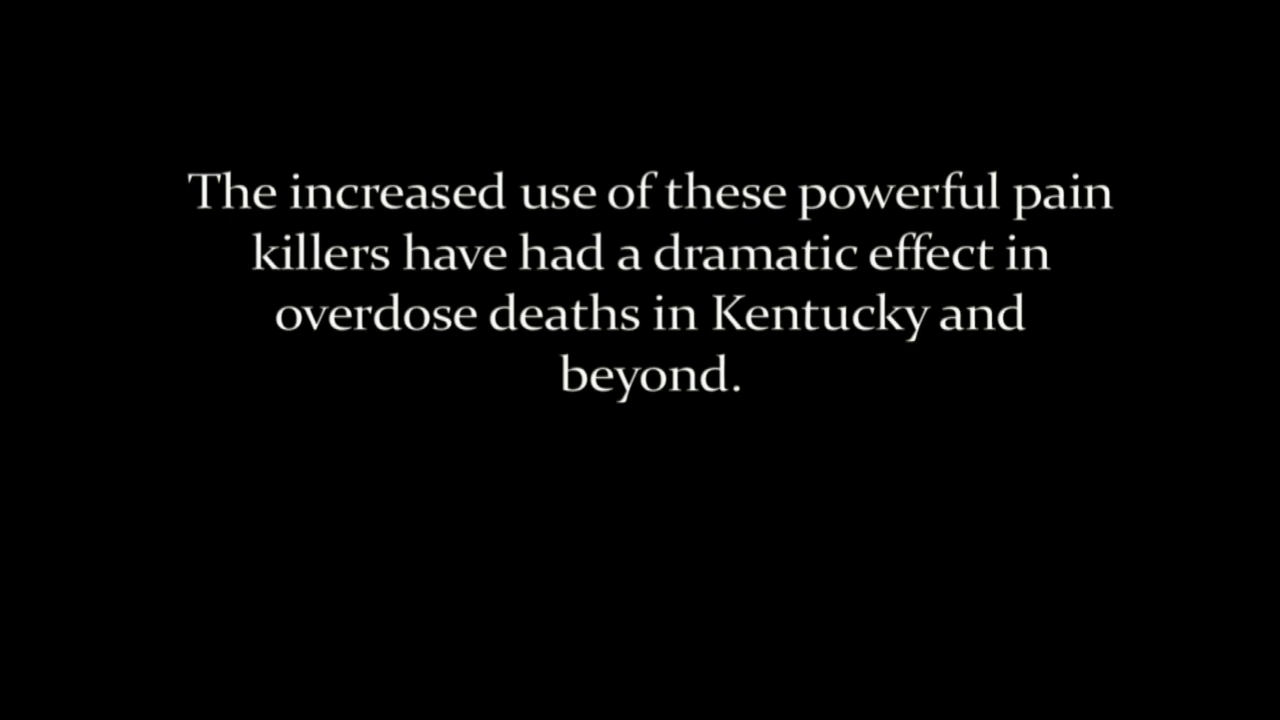 The increased use of these powerful pain
killers have had a dramatic effect in
overdose deaths in Kentucky and
beyond.